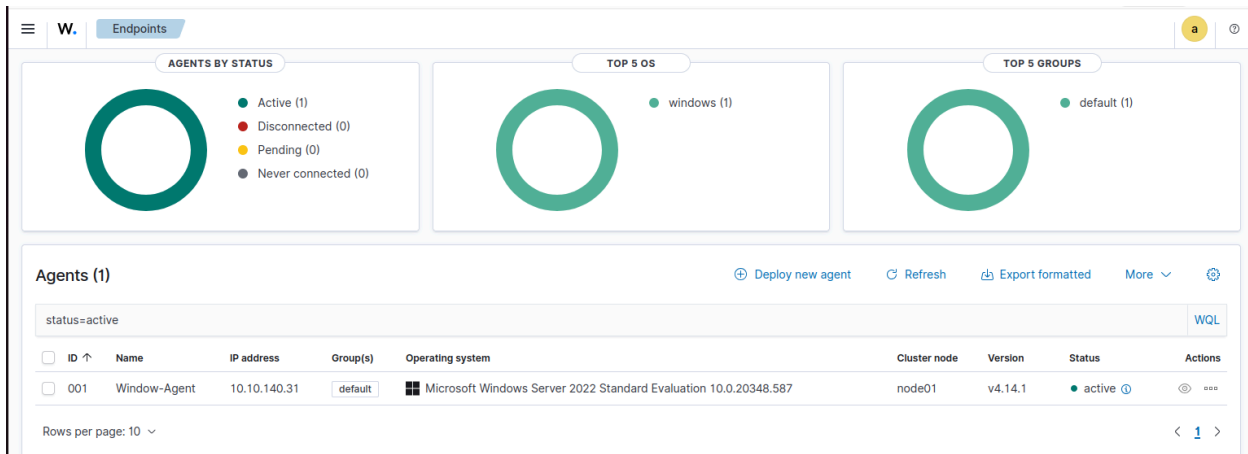 W. Endpoints a
AGENTS BY STATUS
Active (1)
Disconnected (0)
Pending (0)
Never connected (0)
TOP 5 OS
windows (1)
TOP 5 GROUPS
default (1)
Agents (1) Deploy new agent Refresh Export formatted More
status=active WQL
ID Name IP address Group(s) Operating system Cluster node Version Status Actions
001 Window-Agent 10.10.140.31 default Microsoft Windows Server 2022 Standard Evaluation 10.0.20348.587 node01 v4.14.1 active
Rows per page: 10 < 1 >